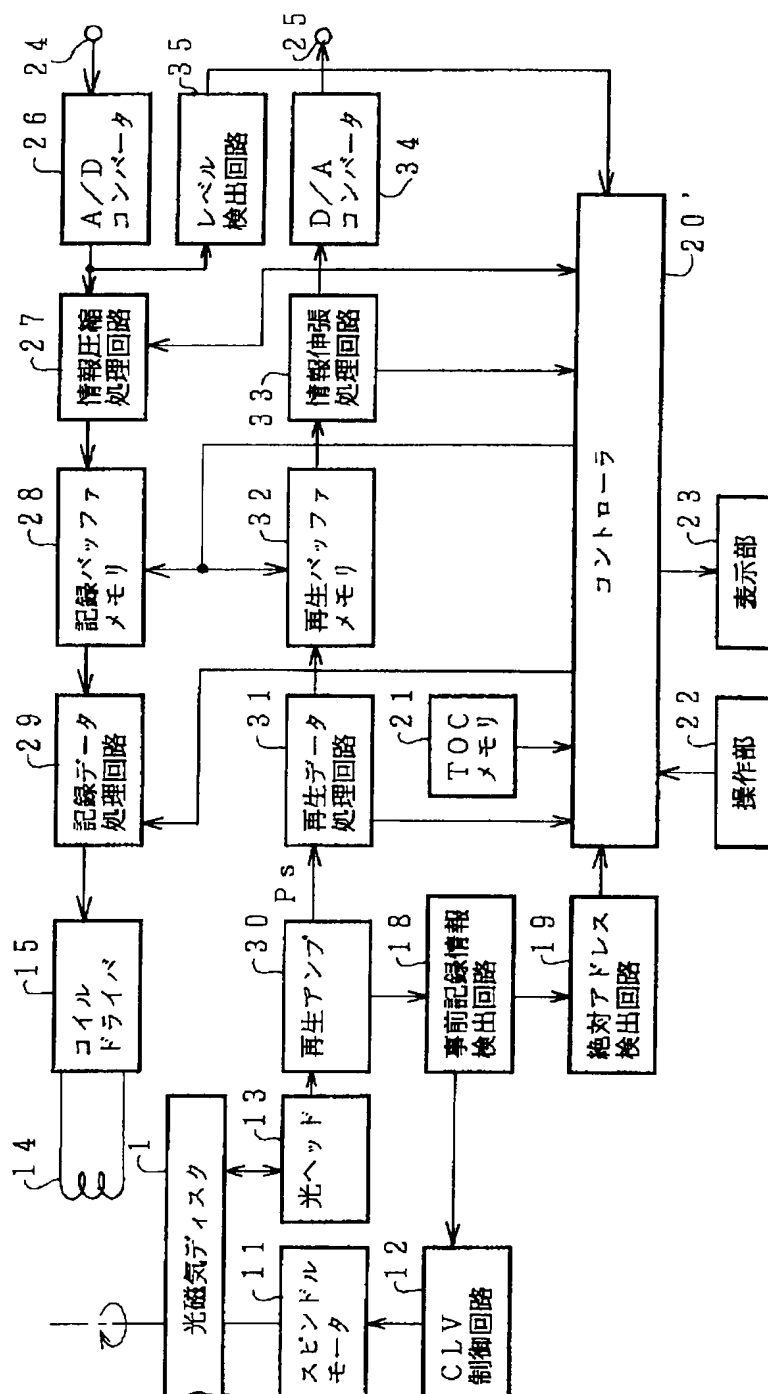 24
26
A/D
コンバータ
35
レベル
検出回路
25
D/A
コンバータ
34
27
情報圧縮
処理回路
33
情報伸張
処理回路
20'
28
記録バッファ
メモリ
32
再生バッファ
メモリ
コントローラ
23
表示部
29
記録データ
処理回路
31
再生データ
処理回路
21
TOC
メモリ
22
操作部
Ps
15
コイル
ドライバ
30
再生アンプ
18
事前記録情報
検出回路
19
絶対アドレス
検出回路
14
1
光磁気ディスク
13
光ヘッド
11
スピンドル
モータ
12
CLV
制御回路